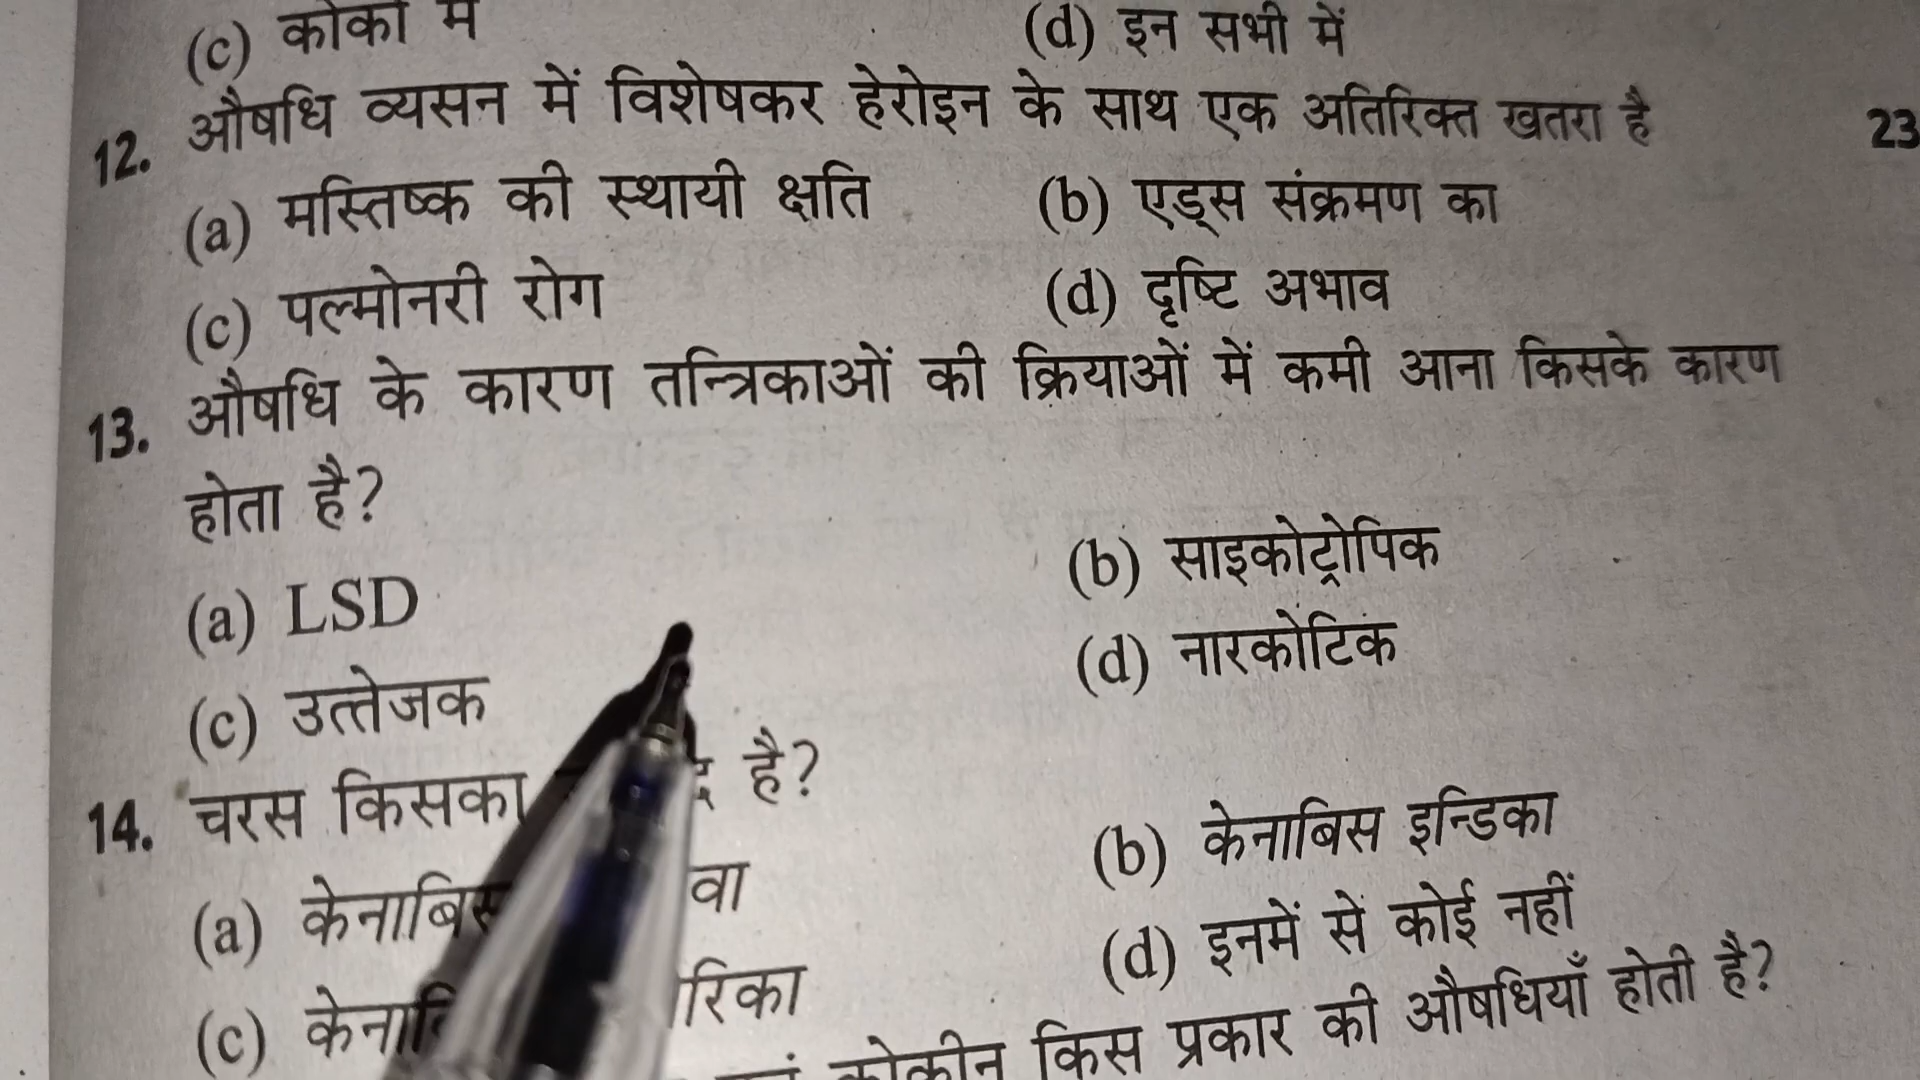 (c) कोका में (d) इन सभी में
12. औषधि व्यसन में विशेषकर हेरोइन के साथ एक अतिरिक्त खतरा है 23
(a) मस्तिष्क की स्थायी क्षति (b) एड्स संक्रमण का
(c) पल्मोनरी रोग (d) दृष्टि अभाव
13. औषधि के कारण तन्त्रिकाओं की क्रियाओं में कमी आना किसके कारण
होता है?
(a) LSD (b) साइकोट्रोपिक
(c) उत्तेजक (d) नारकोटिक
14. चरस किसका है?
(a) केनाबिस वा (b) केनाबिस इन्डिका
(c) रिका (d) इनमें से कोई नहीं
कोकीन किस प्रकार की औषधियाँ होती है?